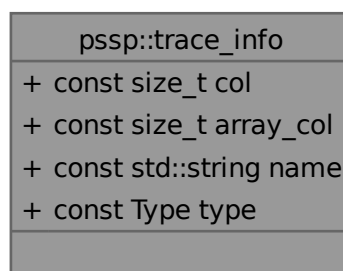 pssp::trace_info
+ const size_t col
+ const size_t array_col
+ const std::string name
+ const Type type